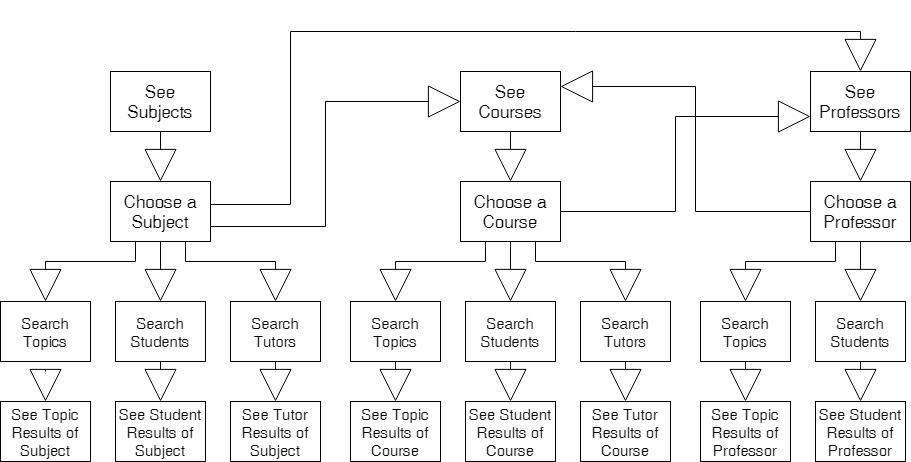 See
Subjects
See
Courses
See
Professors
Choose a
Subject
Choose a
Course
Choose a
Professor
Search
Topics
Search
Students
Search
Tutors
Search
Topics
Search
Students
Search
Tutors
Search
Topics
Search
Students
See Topic
Results of
Subject
See Student
Results of
Subject
See Tutor
Results of
Subject
See Topic
Results of
Course
See Student
Results of
Course
See Tutor
Results of
Course
See Topic
Results of
Professor
See Student
Results of
Professor